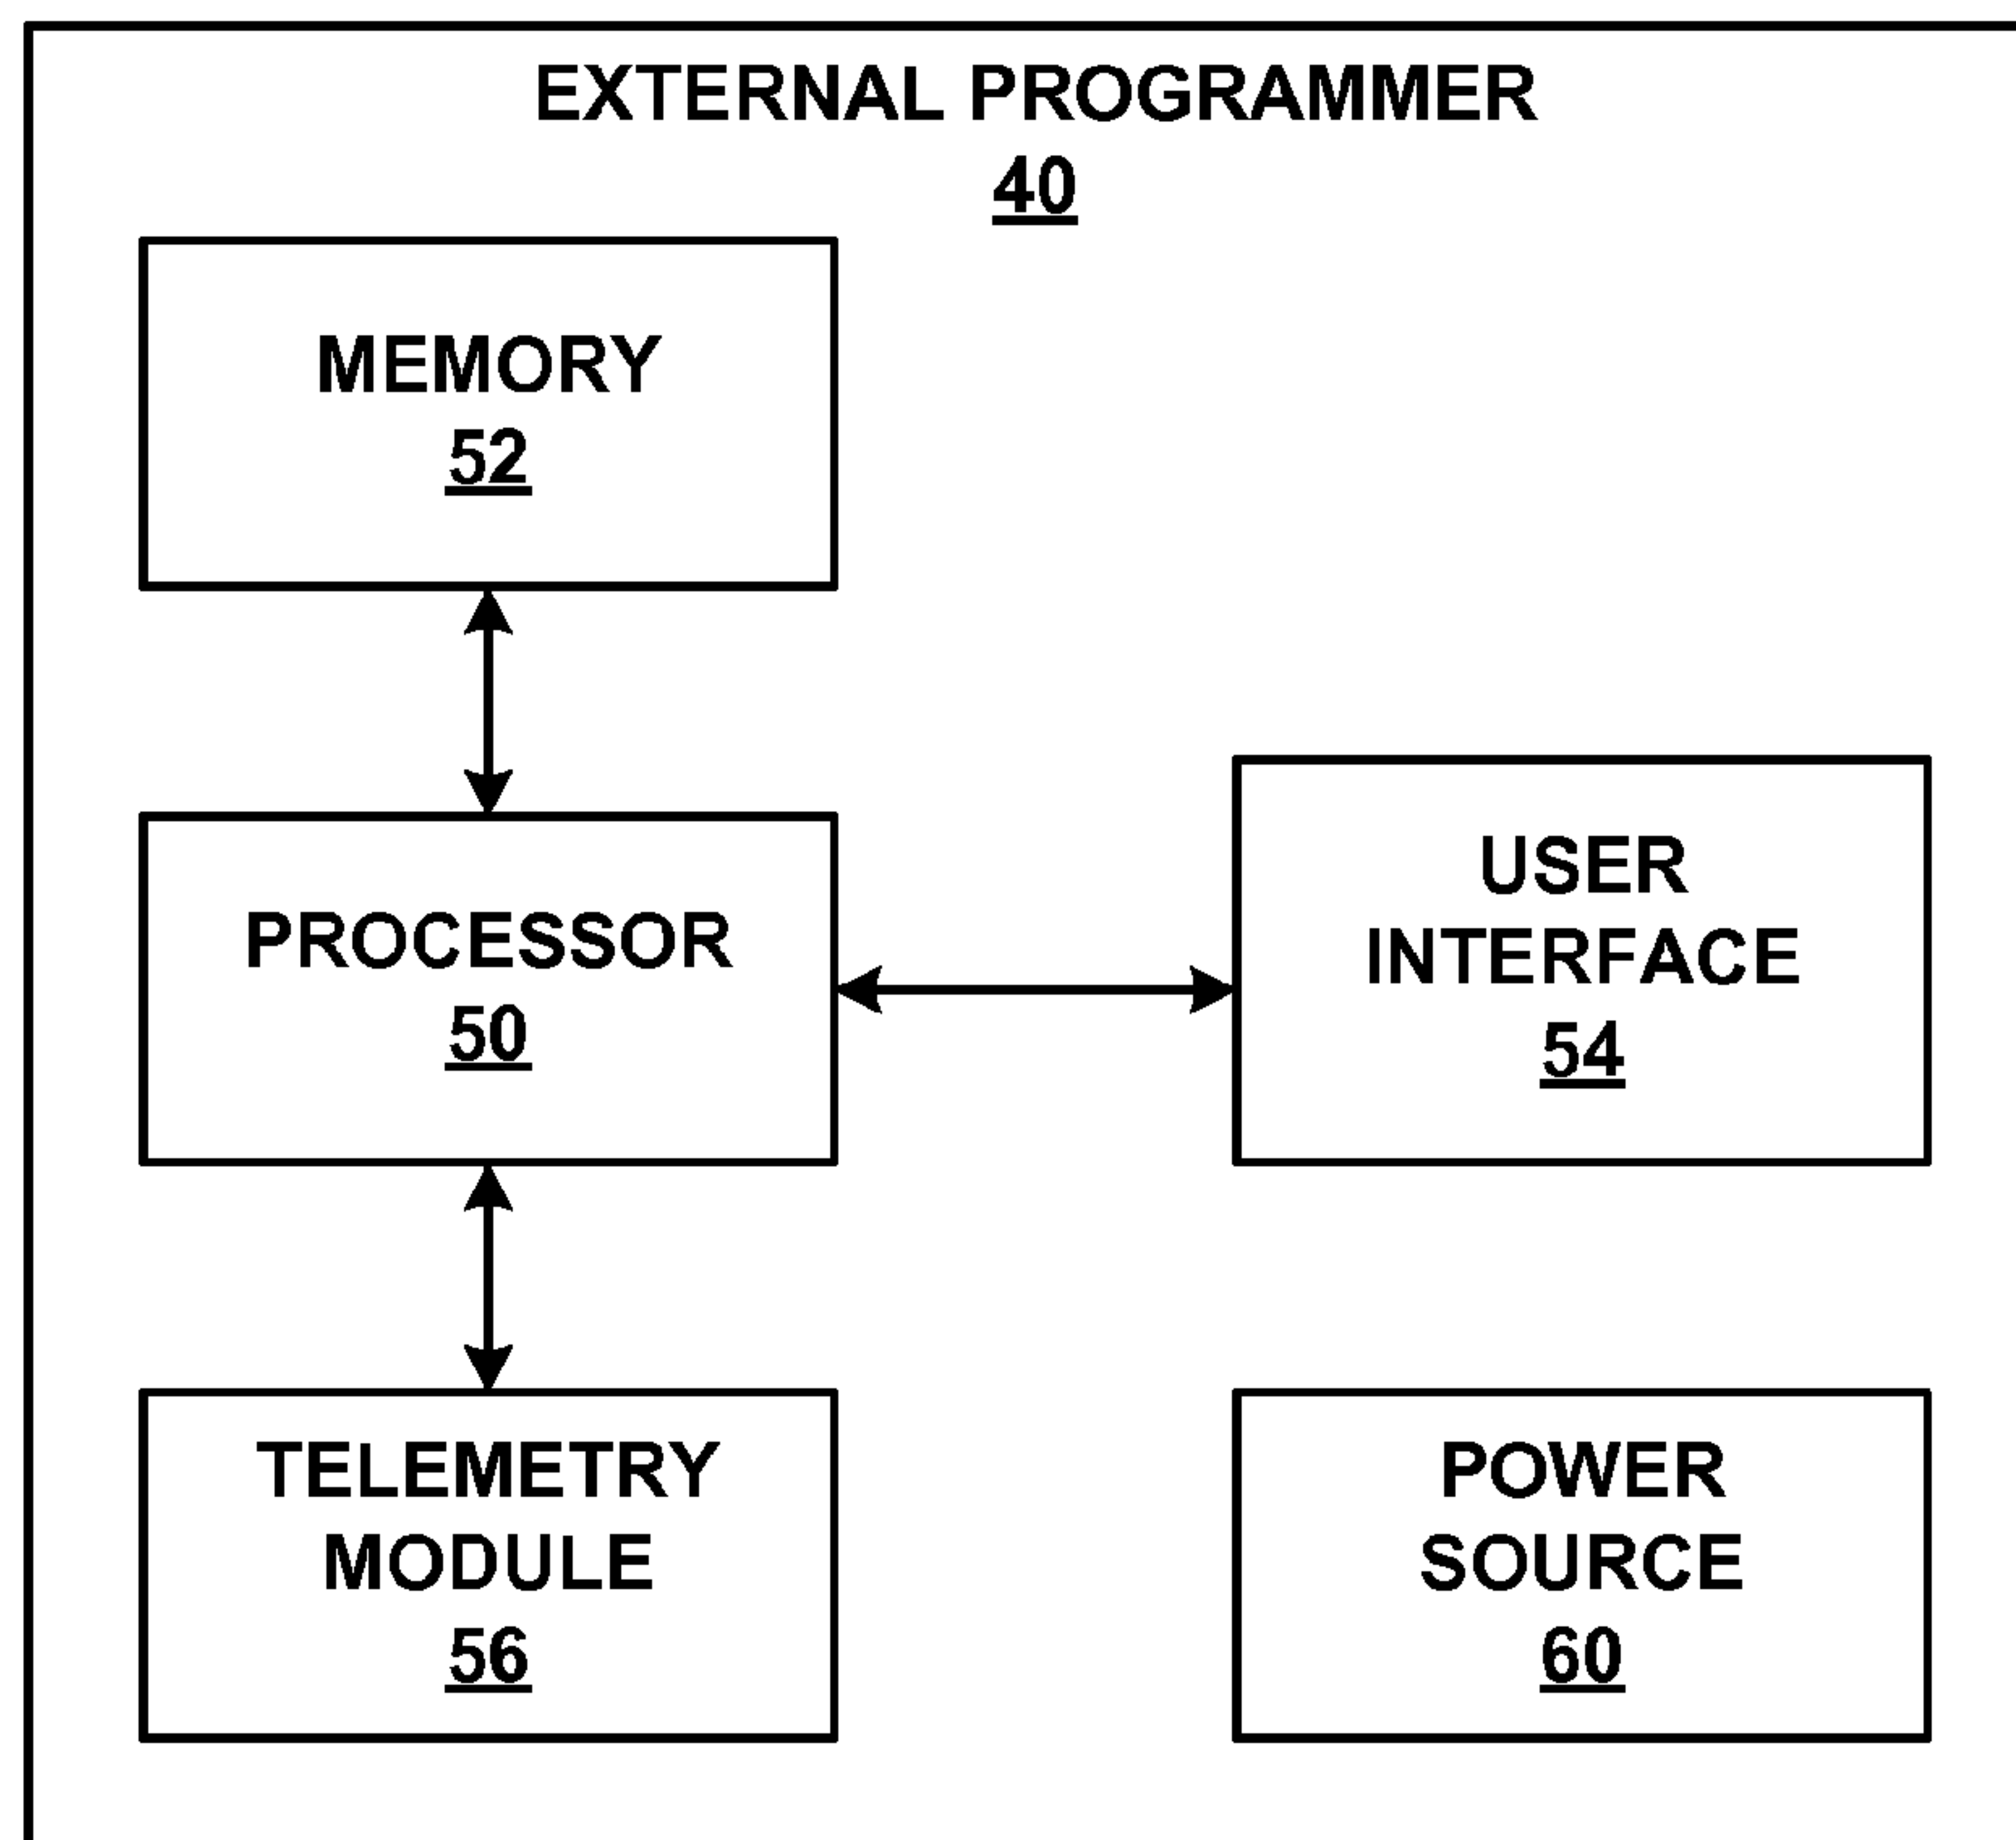 EXTERNAL PROGRAMMER
40
MEMORY
52
PROCESSOR
50
USER
INTERFACE
54
TELEMETRY
MODULE
56
POWER
SOURCE
60